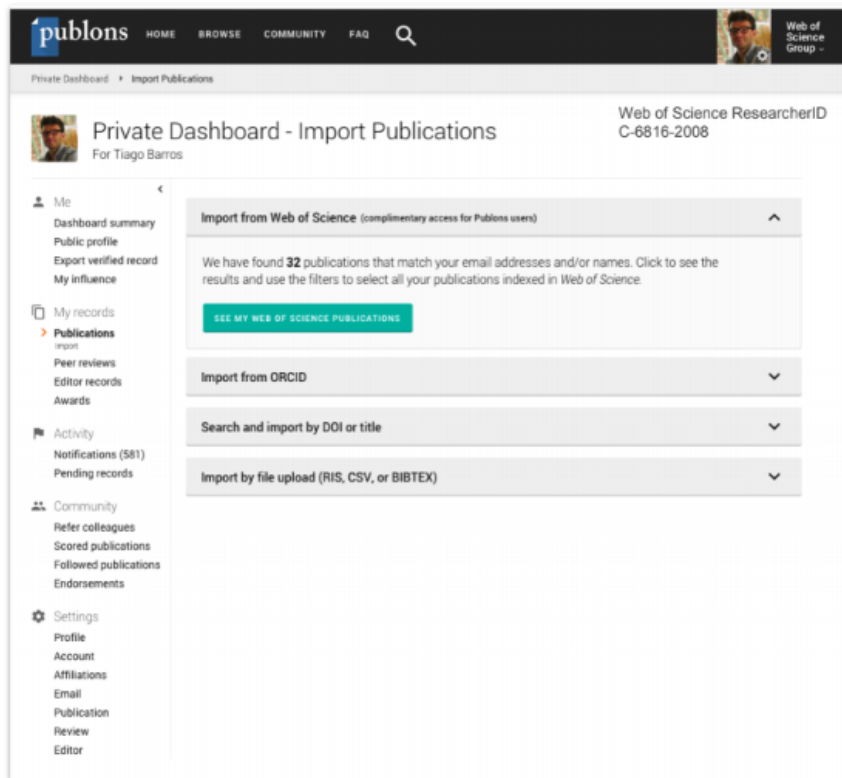 publons HOME BROWSE COMMUNITY FAQ
Web of
Science
Group
Private Dashboard Import Publications
Private Dashboard - Import Publications
For Tiago Barros
Web of Science ResearcherID
C-6816-2008
Me
Dashboard summary
Public profile
Export verified record
My influence
My records
Publications
Import
Peer reviews
Editor records
Awards
Activity
Notifications (581)
Pending records
Community
Refer colleagues
Scored publications
Followed publications
Endorsements
Settings
Profile
Account
Affiliations
Email
Publication
Review
Editor
Import from Web of Science (complimentary access for Publons users)
We have found 32 publications that match your email addresses and/or names. Click to see the
results and use the filters to select all your publications indexed in Web of Science.
SEE MY WEB OF SCIENCE PUBLICATIONS
Import from ORCID
Search and import by DOI or title
Import by file upload (RIS, CSV, or BIBTEX)